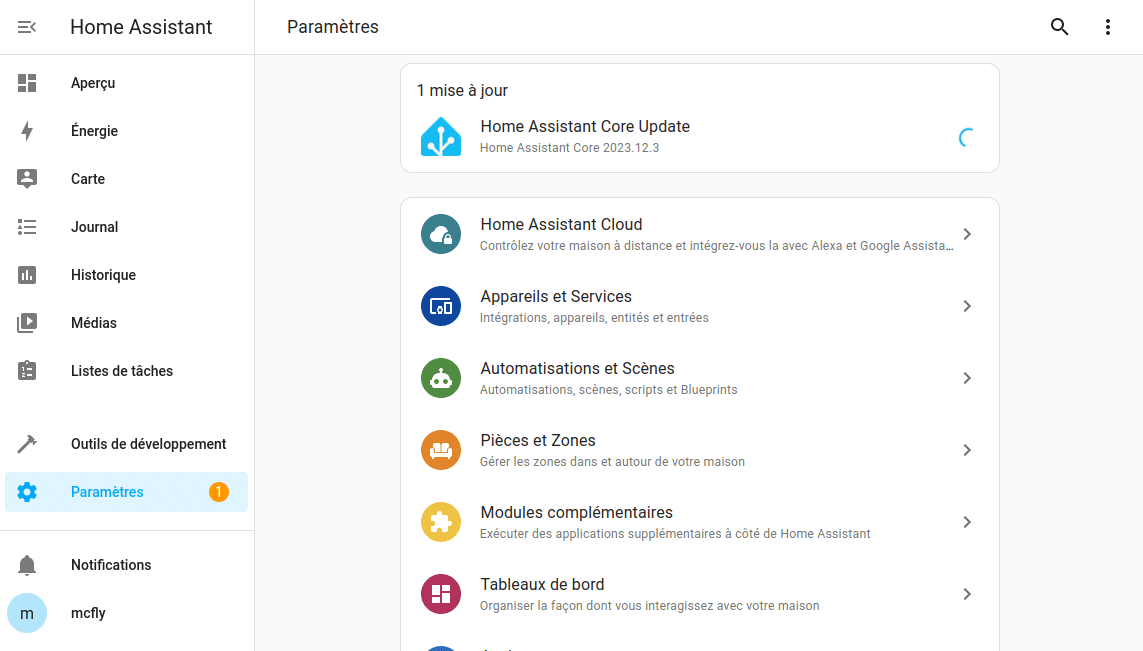 Home Assistant
Paramètres
Aperçu
Énergie
Carte
Journal
Historique
Médias
Listes de tâches
Outils de développement
Paramètres 1
Notifications
m mcfly
1 mise à jour
Home Assistant Core Update
Home Assistant Core 2023.12.3
Home Assistant Cloud
Contrôlez votre maison à distance et intégrez-vous la avec Alexa et Google Assista…
Appareils et Services
Intégrations, appareils, entités et entrées
Automatisations et Scènes
Automatisations, scènes, scripts et Blueprints
Pièces et Zones
Gérer les zones dans et autour de votre maison
Modules complémentaires
Exécuter des applications supplémentaires à côté de Home Assistant
Tableaux de bord
Organiser la façon dont vous interagissez avec votre maison